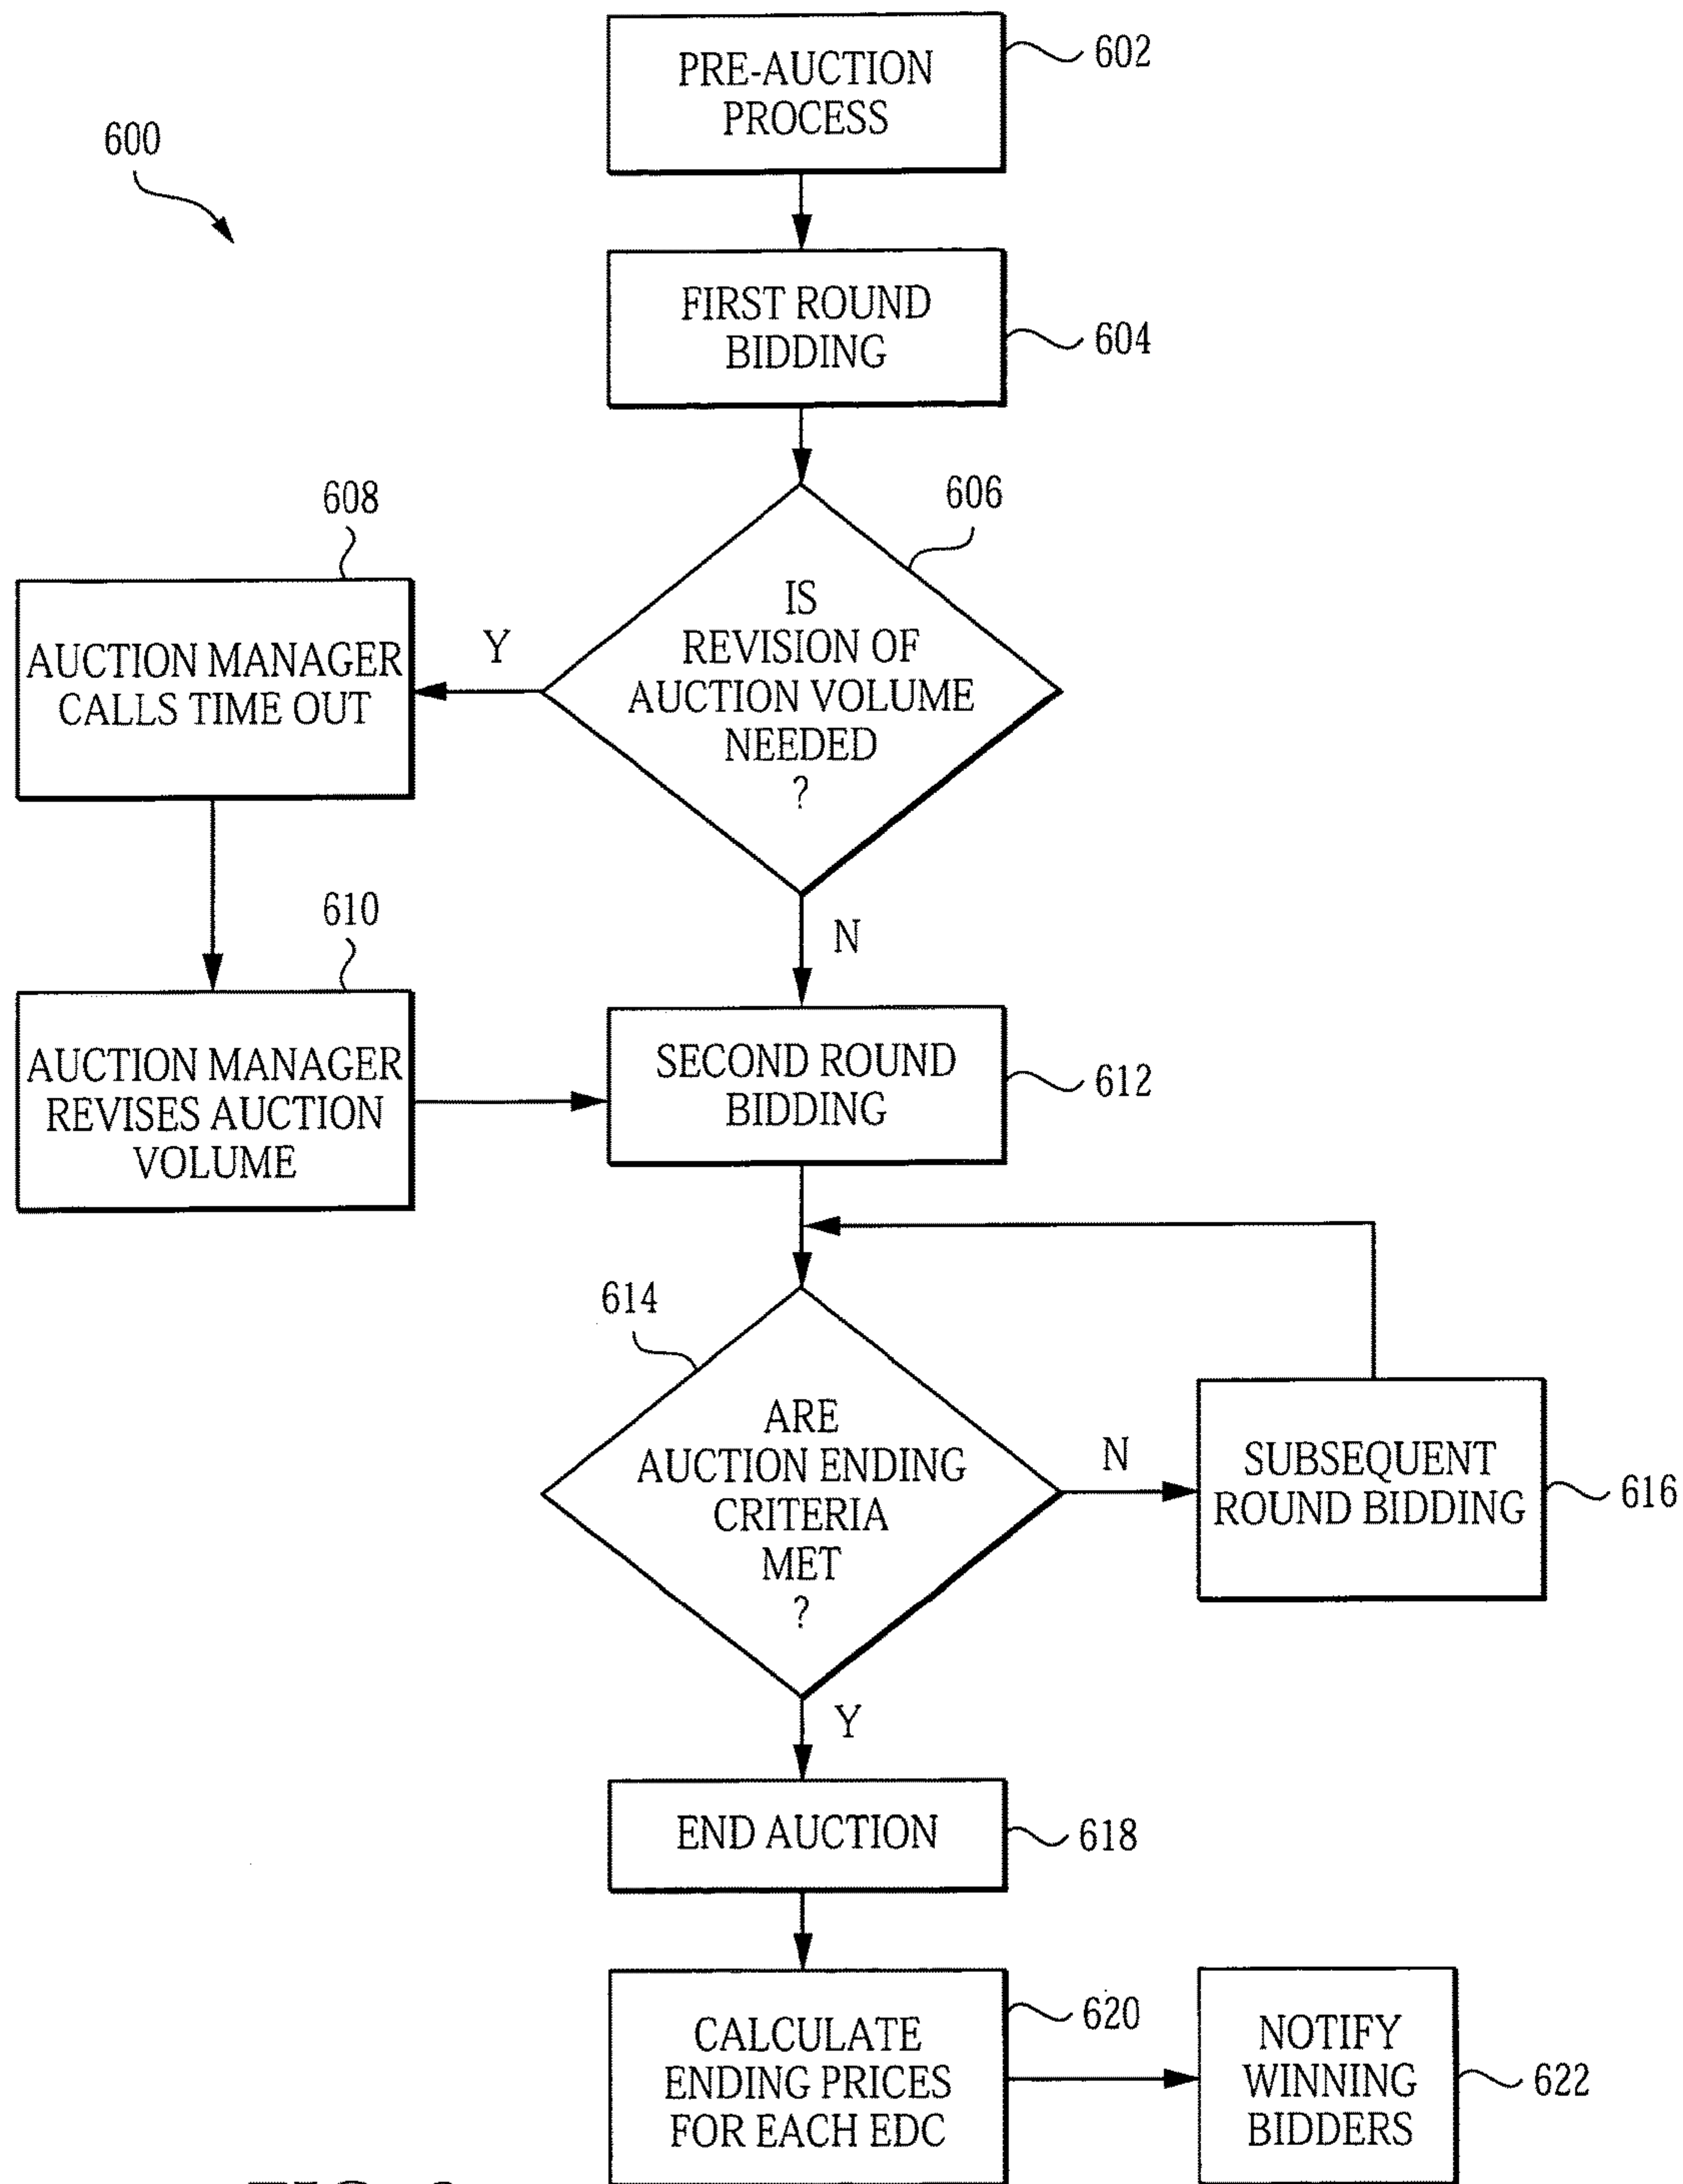 PRE-AUCTION
PROCESS
602
600
FIRST ROUND
BIDDING
604
606
608
IS
REVISION OF
AUCTION VOLUME
NEEDED
?
Y
AUCTION MANAGER
CALLS TIME OUT
N
610
AUCTION MANAGER
REVISES AUCTION
VOLUME
SECOND ROUND
BIDDING
612
614
ARE
AUCTION ENDING
CRITERIA
MET
?
N
SUBSEQUENT
ROUND BIDDING
616
Y
END AUCTION
618
CALCULATE
ENDING PRICES
FOR EACH EDC
620
NOTIFY
WINNING
BIDDERS
622